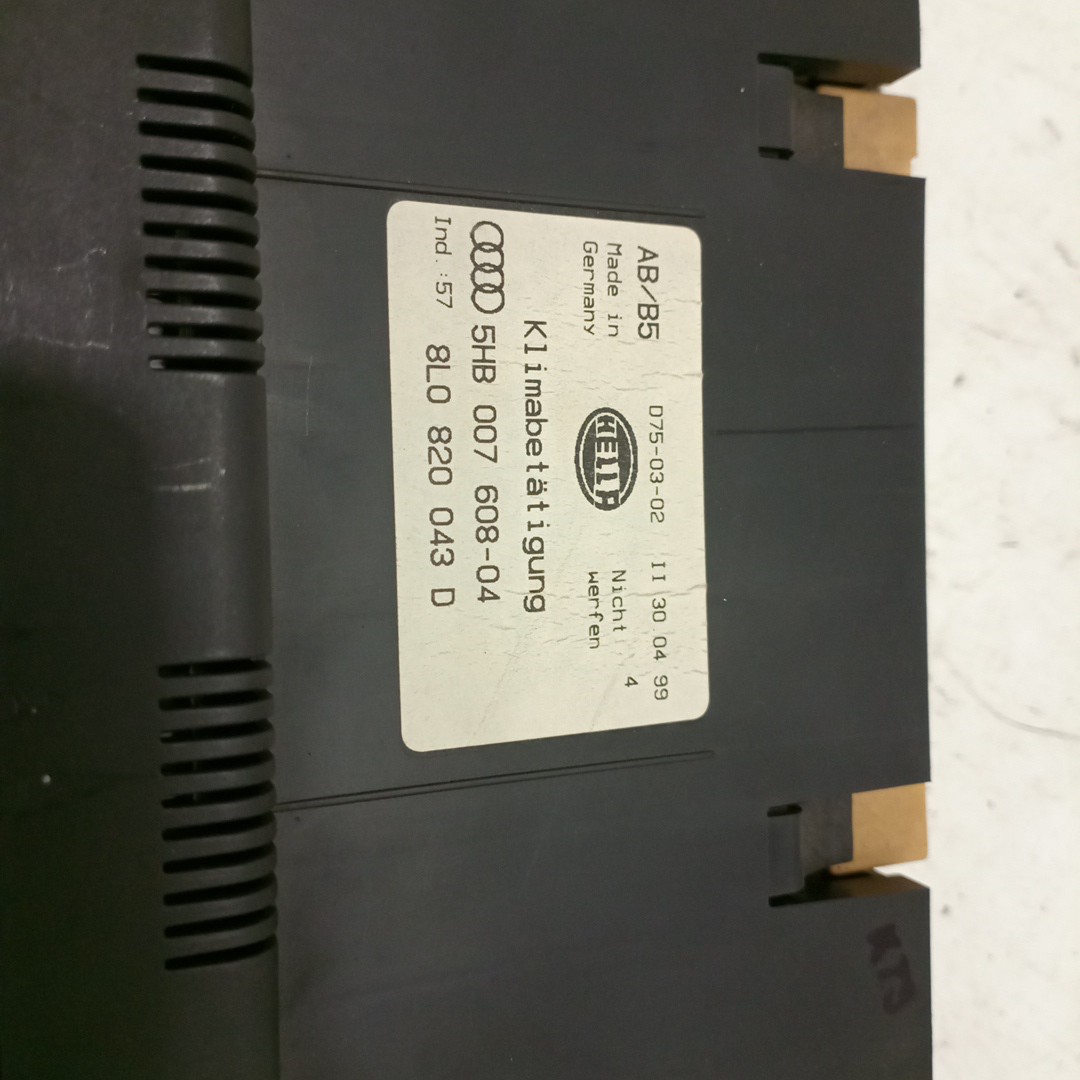 AB/B5 D75-03-02 II 30.04.99
Made in
Germany
HELLA
Nicht
werfen
4
Klimabetätigung
5HB 007 608-04
Ind.:57 8L0 820 043 D